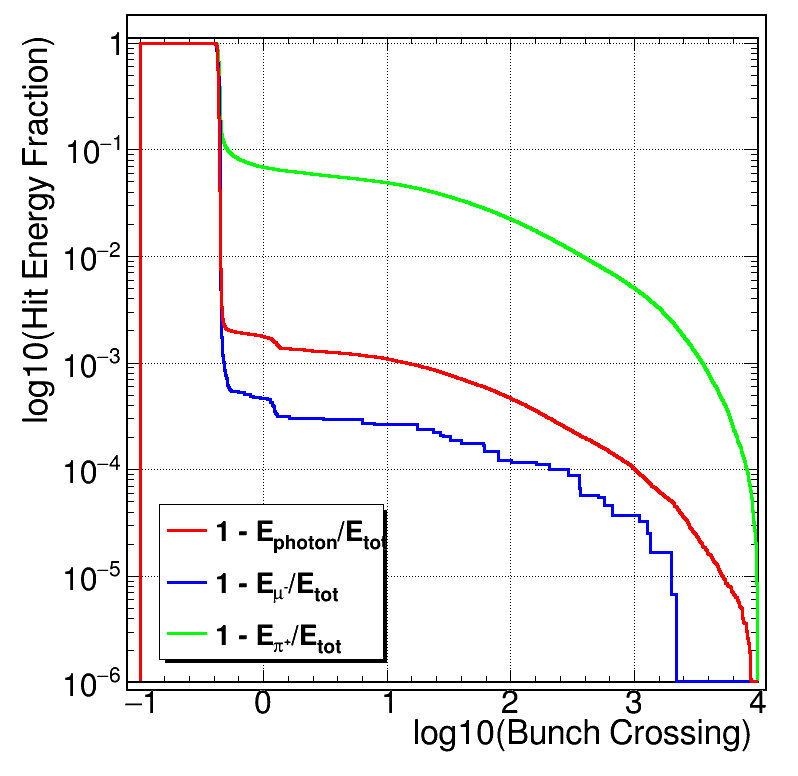 log10(Hit Energy Fraction)
1
10⁻¹
10⁻²
10⁻³
10⁻⁴
10⁻⁵
10⁻⁶
1 - E_photon/E_tot
1 - E_μ⁻/E_tot
1 - E_π⁺/E_tot
−1 0 1 2 3 4
log10(Bunch Crossing)